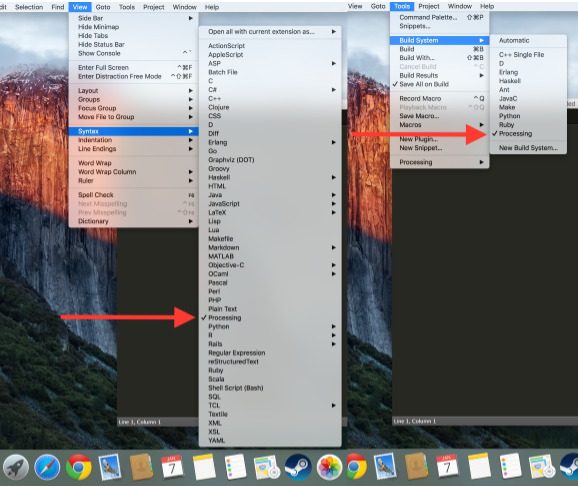 dit Selection Find View Goto Tools Project Window Help
Side Bar
Hide Minimap
Hide Tabs
Hide Status Bar
Show Console ⌃`
Enter Full Screen ⌃⌘F
Enter Distraction Free Mode ⌃⇧⌘F
Layout
Groups
Focus Group
Move File to Group
Syntax
Indentation
Line Endings
Word Wrap
Word Wrap Column
Ruler
Spell Check F6
Next Misspelling ⌃F6
Prev Misspelling ⌃⇧F6
Dictionary
Open all with current extension as...
ActionScript
AppleScript
ASP
Batch File
C
C#
C++
Clojure
CSS
D
Diff
Erlang
Go
Graphviz (DOT)
Groovy
Haskell
HTML
Java
JavaScript
LaTeX
Lisp
Lua
Makefile
Markdown
MATLAB
Objective-C
OCaml
Pascal
Perl
PHP
Plain Text
✓ Processing
Python
R
Rails
Regular Expression
reStructuredText
Ruby
Scala
Shell Script (Bash)
SQL
TCL
Textile
XML
XSL
YAML
Line 1, Column 1
View Goto Tools Project Window Help
Command Palette... ⇧⌘P
Snippets...
Build System
Build ⌘B
Build With... ⇧⌘B
Cancel Build ⌃C
Build Results
✓ Save All on Build
Record Macro ⌃Q
Playback Macro ⌃⇧Q
Save Macro...
Macros
New Plugin...
New Snippet...
Processing
Automatic
C++ Single File
D
Erlang
Haskell
Ant
JavaC
Make
Python
Ruby
✓ Processing
New Build System...
Line 1, Column 1
7
7